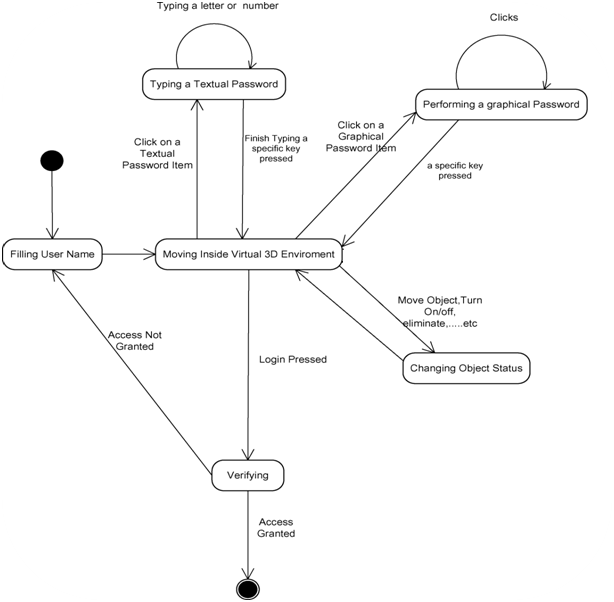 Typing a letter or  number
Clicks
Typing a Textual Password
Performing a graphical Password
Click on a
Textual
Password Item
Finish Typing a
specific key
pressed
Click on a
Graphical
Password Item
a specific key
pressed
Filling User Name
Moving Inside Virtual 3D Enviroment
Move Object,Turn
On/off,
eliminate,.....etc
Access Not
Granted
Login Pressed
Changing Object Status
Verifying
Access
Granted